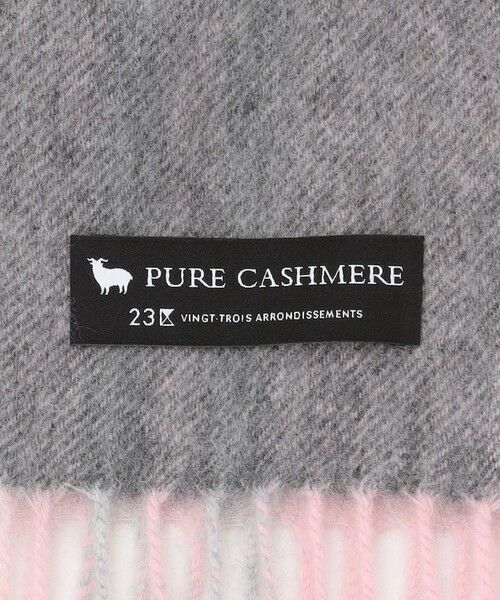 PURE CASHMERE
23区 VINGT-TROIS ARRONDISSEMENTS